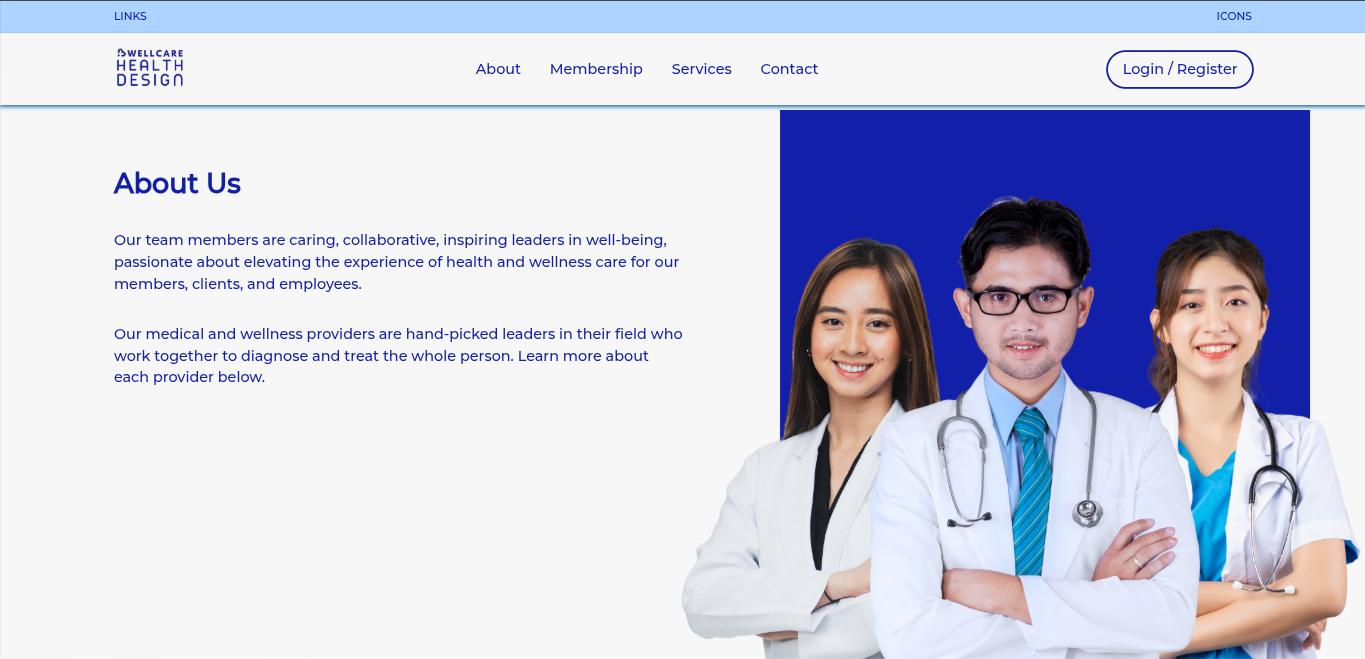 LINKS
ICONS
WELLCARE
HEALTH
DESIGN
About
Membership
Services
Contact
Login / Register
About Us
Our team members are caring, collaborative, inspiring leaders in well-being,
passionate about elevating the experience of health and wellness care for our
members, clients, and employees.
Our medical and wellness providers are hand-picked leaders in their field who
work together to diagnose and treat the whole person. Learn more about
each provider below.